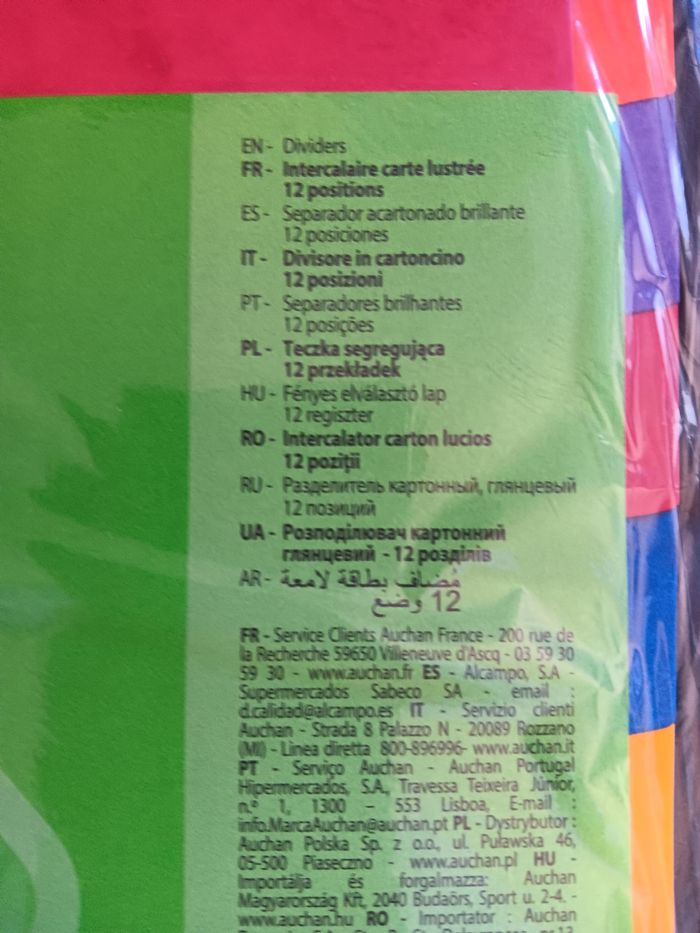 EN - Dividers
FR - Intercalaire carte lustrée
12 positions
ES - Separador acartonado brillante
12 posiciones
IT - Divisore in cartoncino
12 posizioni
PT - Separadores brilhantes
12 posições
PL - Teczka segregująca
12 przekładek
HU - Fényes elválasztó lap
12 regiszter
RO - Intercalator carton lucios
12 poziţii
RU - Разделитель картонный, глянцевый
12 позиций
UA - Розподілювач картонний
глянцевий - 12 розділів
AR - مُضاف بطاقة لامعة
12 وضع
FR - Service Clients Auchan France - 200 rue de
la Recherche 59650 Villeneuve d'Ascq - 03 59 30
59 30 - www.auchan.fr ES - Alcampo, S.A -
Supermercados Sabeco SA - email :
d.calidad@alcampo.es IT - Servizio clienti
Auchan - Strada 8 Palazzo N - 20089 Rozzano
(MI) - Linea diretta 800-896996- www.auchan.it
PT - Serviço Auchan - Auchan Portugal
Hipermercados, S.A., Travessa Teixeira Júnior,
n.º 1, 1300 – 553 Lisboa, E-mail :
info.MarcaAuchan@auchan.pt PL - Dystrybutor :
Auchan Polska Sp. z o.o., ul. Puławska 46,
05-500 Piaseczno - www.auchan.pl HU -
Importálja és forgalmazza: Auchan
Magyarország Kft, 2040 Budaörs, Sport u. 2-4. -
www.auchan.hu RO - Importator : Auchan